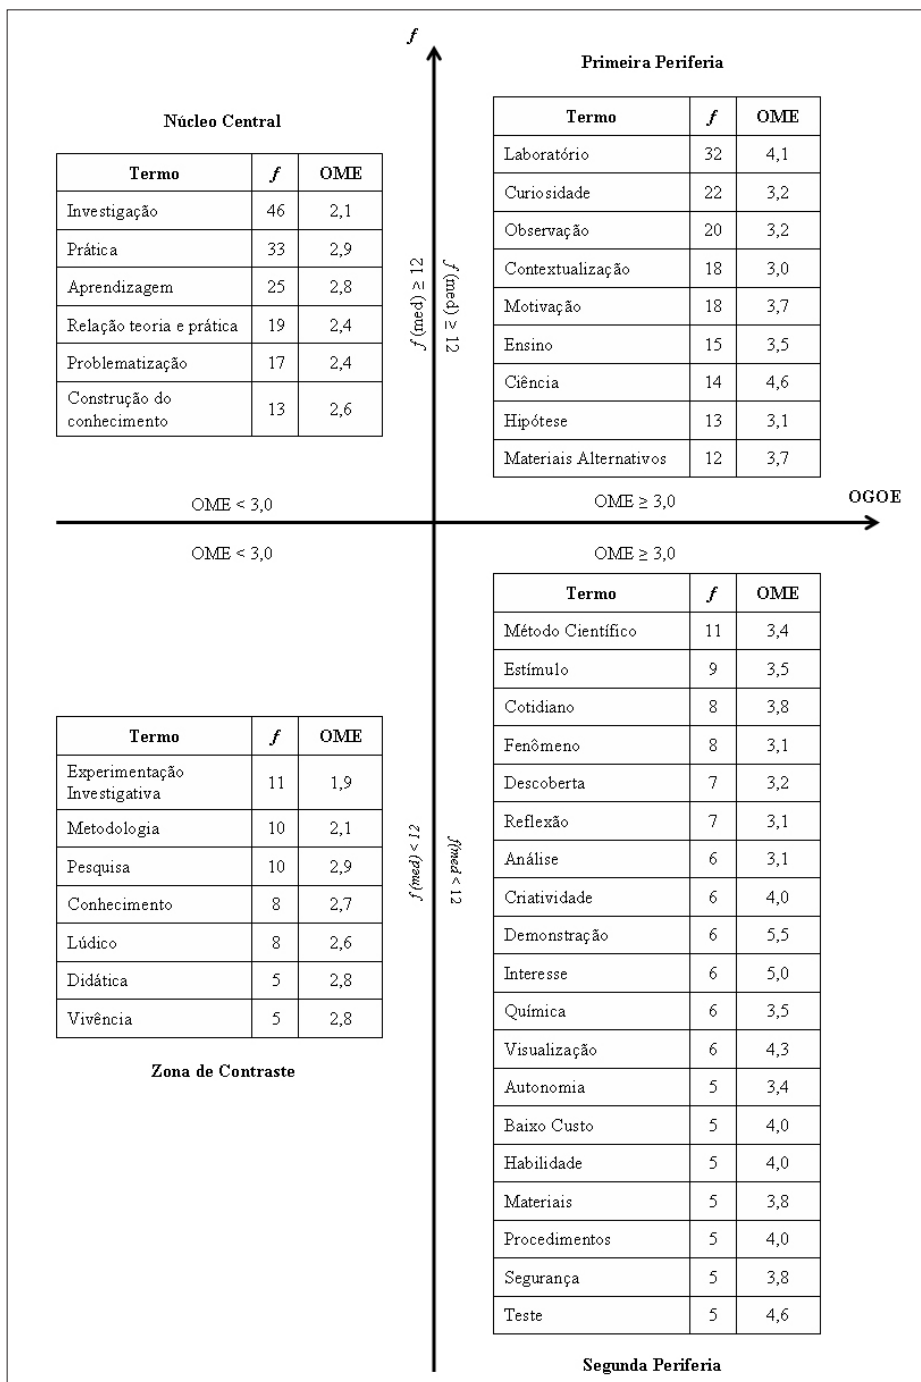 f
Núcleo Central
Termo f OME
Investigação 46 2,1
Prática 33 2,9
Aprendizagem 25 2,8
Relação teoria e prática 19 2,4
Problematização 17 2,4
Construção do
conhecimento 13 2,6
OME < 3,0
f (med) ≥ 12
f (med) ≥ 12
Primeira Periferia
Termo f OME
Laboratório 32 4,1
Curiosidade 22 3,2
Observação 20 3,2
Contextualização 18 3,0
Motivação 18 3,7
Ensino 15 3,5
Ciência 14 4,6
Hipótese 13 3,1
Materiais Alternativos 12 3,7
OME ≥ 3,0
OGOE
OME < 3,0
Termo f OME
Experimentação
Investigativa 11 1,9
Metodologia 10 2,1
Pesquisa 10 2,9
Conhecimento 8 2,7
Lúdico 8 2,6
Didática 5 2,8
Vivência 5 2,8
Zona de Contraste
f (med) < 12
f(med < 12
OME ≥ 3,0
Termo f OME
Método Científico 11 3,4
Estímulo 9 3,5
Cotidiano 8 3,8
Fenômeno 8 3,1
Descoberta 7 3,2
Reflexão 7 3,1
Análise 6 3,1
Criatividade 6 4,0
Demonstração 6 5,5
Interesse 6 5,0
Química 6 3,5
Visualização 6 4,3
Autonomia 5 3,4
Baixo Custo 5 4,0
Habilidade 5 4,0
Materiais 5 3,8
Procedimentos 5 4,0
Segurança 5 3,8
Teste 5 4,6
Segunda Periferia